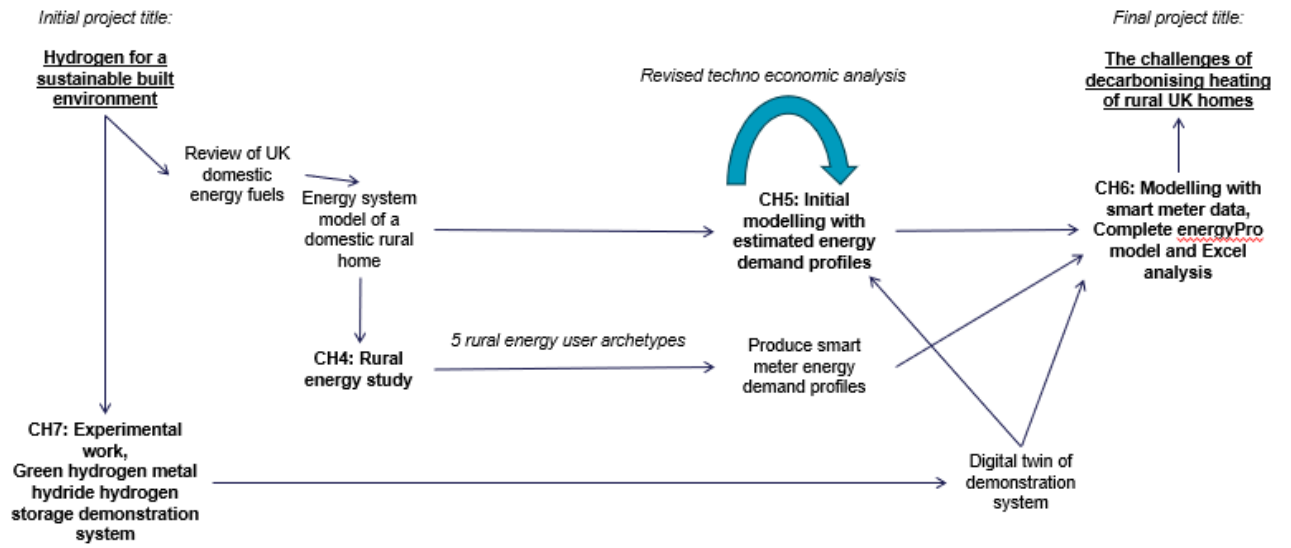 Initial project title:
Hydrogen for a
sustainable built
environment
Review of UK
domestic
energy fuels
Energy system
model of a
domestic rural
home
CH4: Rural
energy study
CH7: Experimental
work,
Green hydrogen metal
hydride hydrogen
storage demonstration
system
5 rural energy user archetypes
Revised techno economic analysis
CH5: Initial
modelling with
estimated energy
demand profiles
Produce smart
meter energy
demand profiles
Digital twin of
demonstration
system
Final project title:
The challenges of
decarbonising heating
of rural UK homes
CH6: Modelling with
smart meter data,
Complete energyPro
model and Excel
analysis